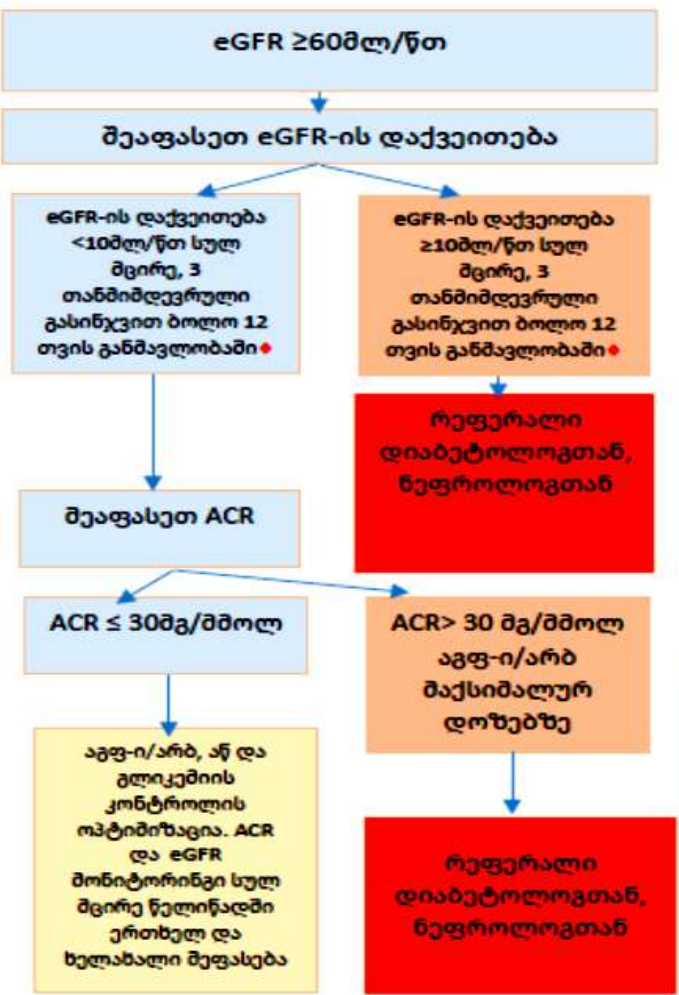 eGFR ≥60მლ/წთ
შეაფასეთ eGFR-ის დაქვეითება
eGFR-ის დაქვეითება
<10მლ/წთ სულ
მცირე, 3
თანმიმდევრული
გასინჯვით ბოლო 12
თვის განმავლობაში♦
eGFR-ის დაქვეითება
≥10მლ/წთ სულ
მცირე, 3
თანმიმდევრული
გასინჯვით ბოლო 12
თვის განმავლობაში♦
რეფერალი
დიაბეტოლოგთან,
ნეფროლოგთან
შეაფასეთ ACR
ACR ≤ 30მგ/მმოლ
ACR> 30 მგ/მმოლ
აგფ-ი/არბ
მაქსიმალურ
დოზებზე
აგფ-ი/არბ, აწ და
გლიკემიის
კონტროლის
ოპტიმიზაცია. ACR
და eGFR
მონიტორინგი სულ
მცირე წელიწადში
ერთხელ და
ხელახალი შეფასება
რეფერალი
დიაბეტოლოგთან,
ნეფროლოგთან